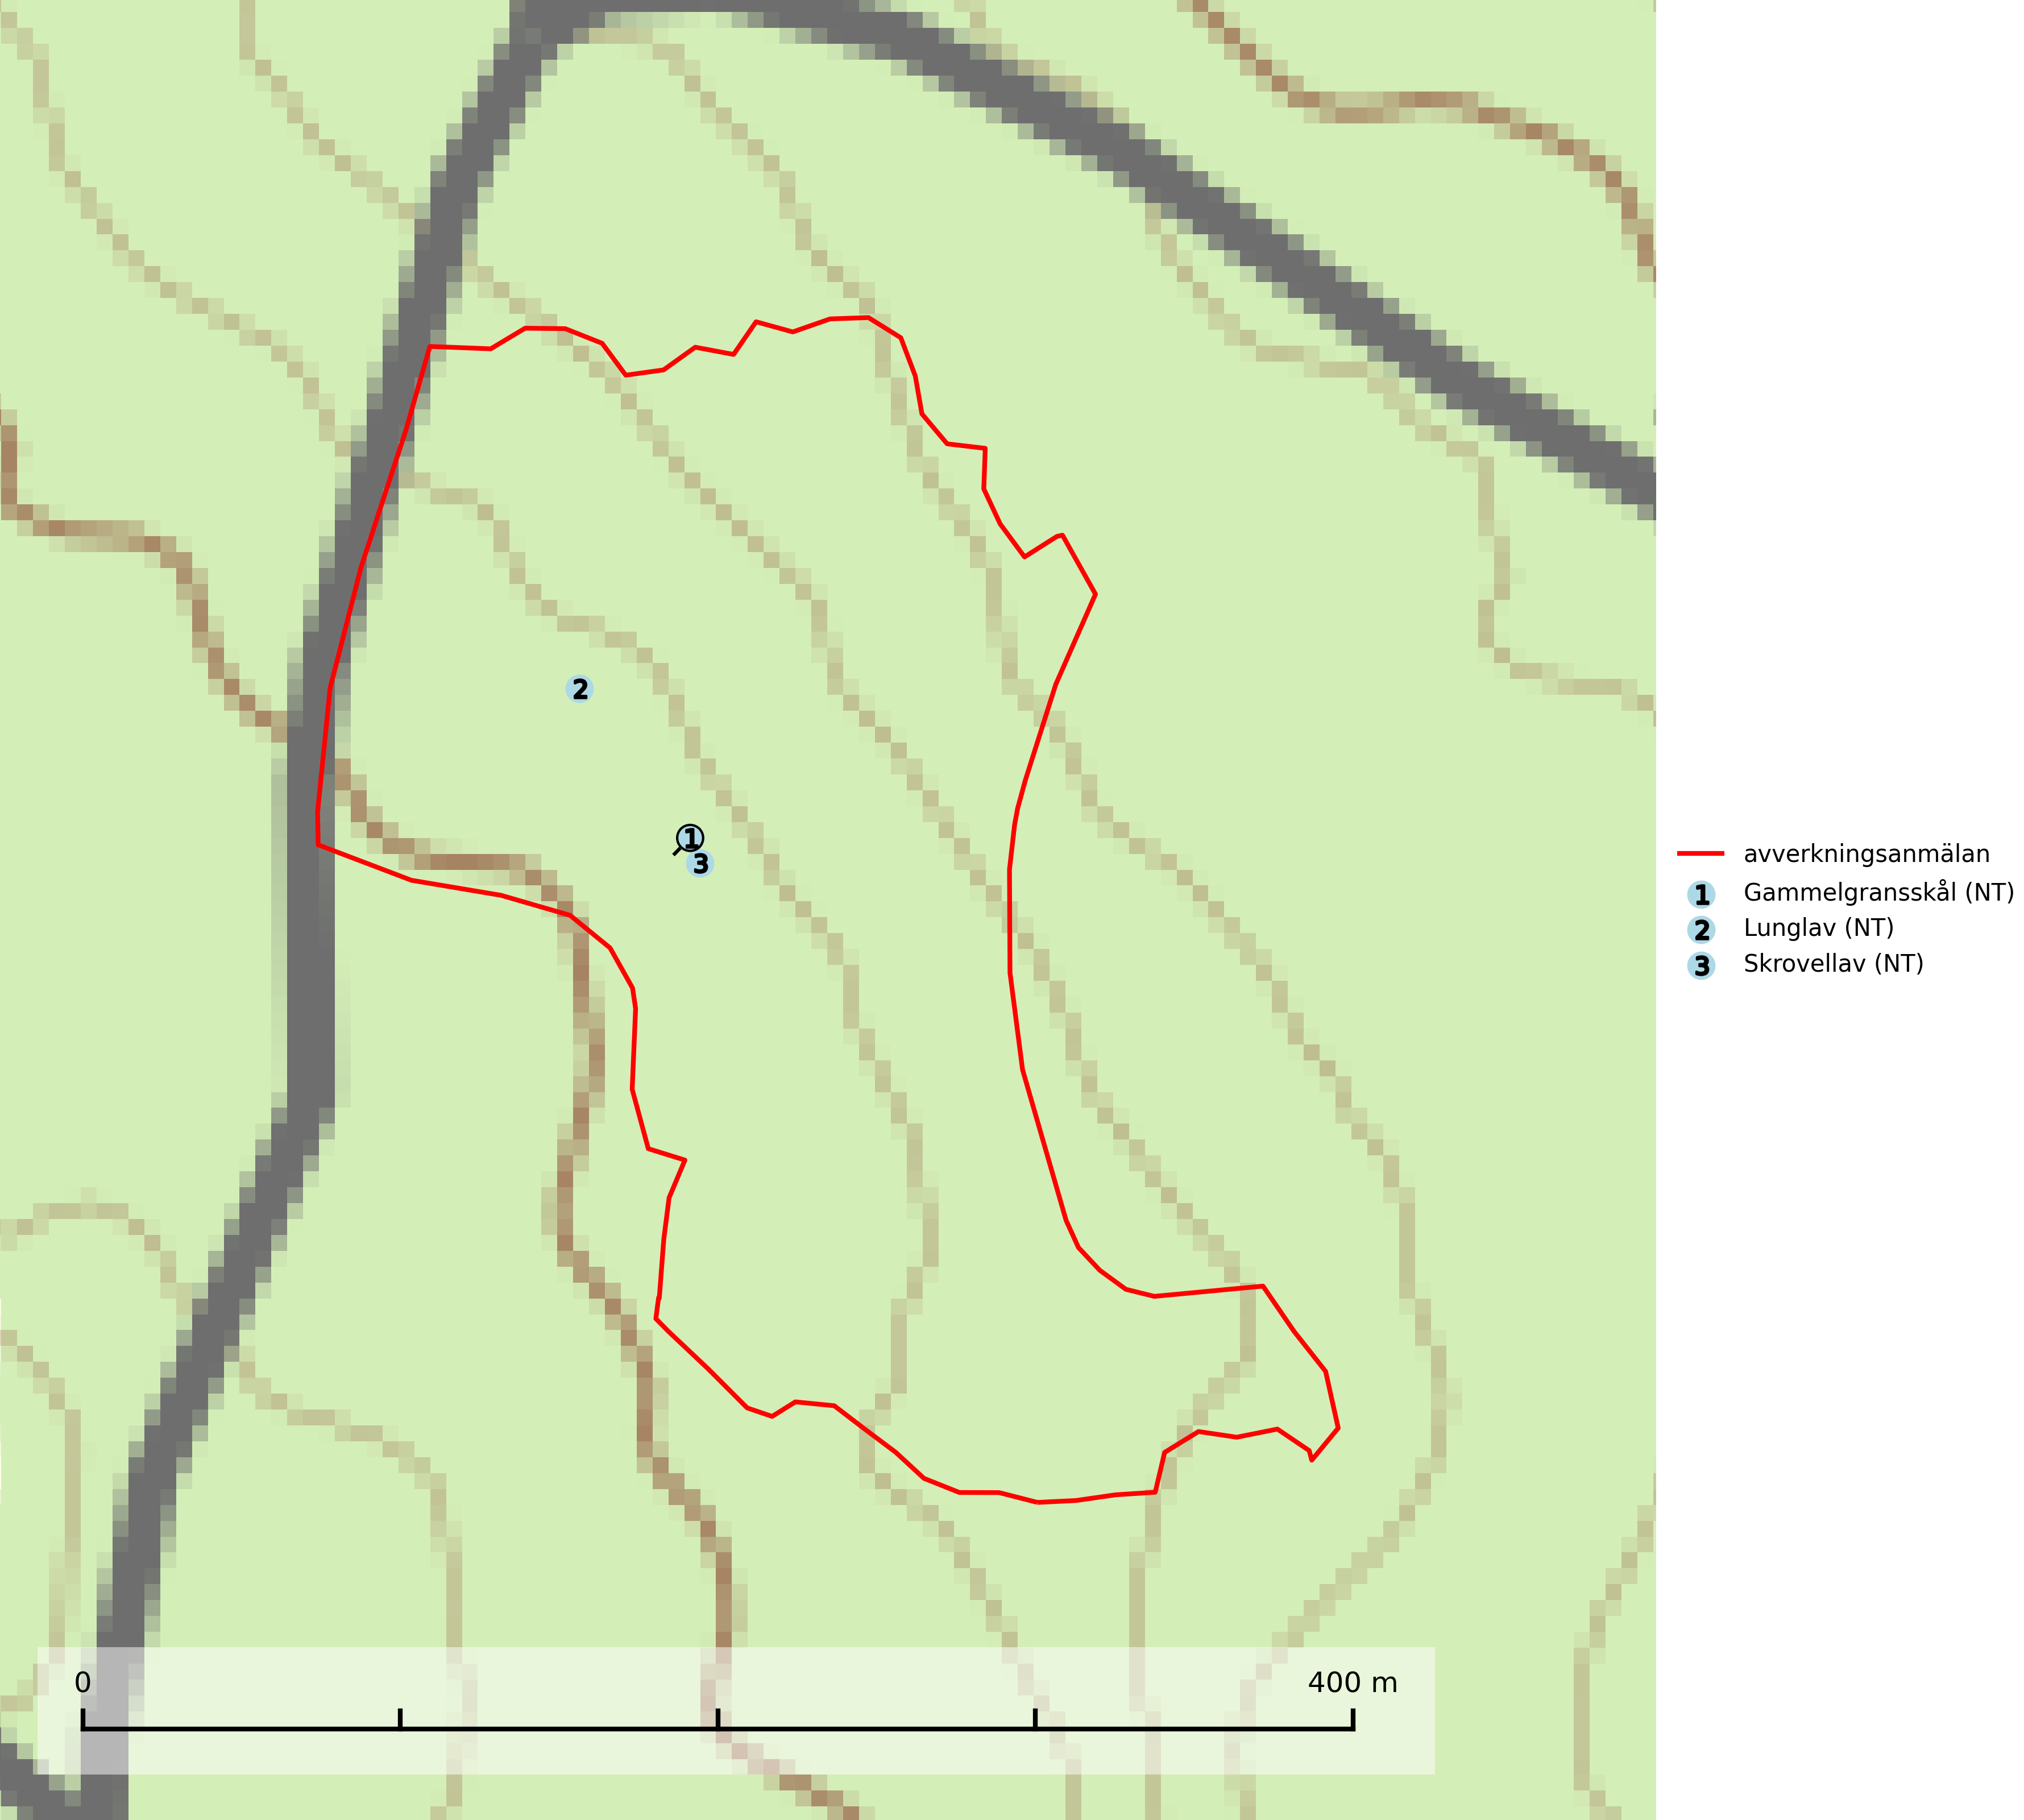 2
1
3
avverkningsanmälan
1 Gammelgransskål (NT)
2 Lunglav (NT)
3 Skrovellav (NT)
0 400 m